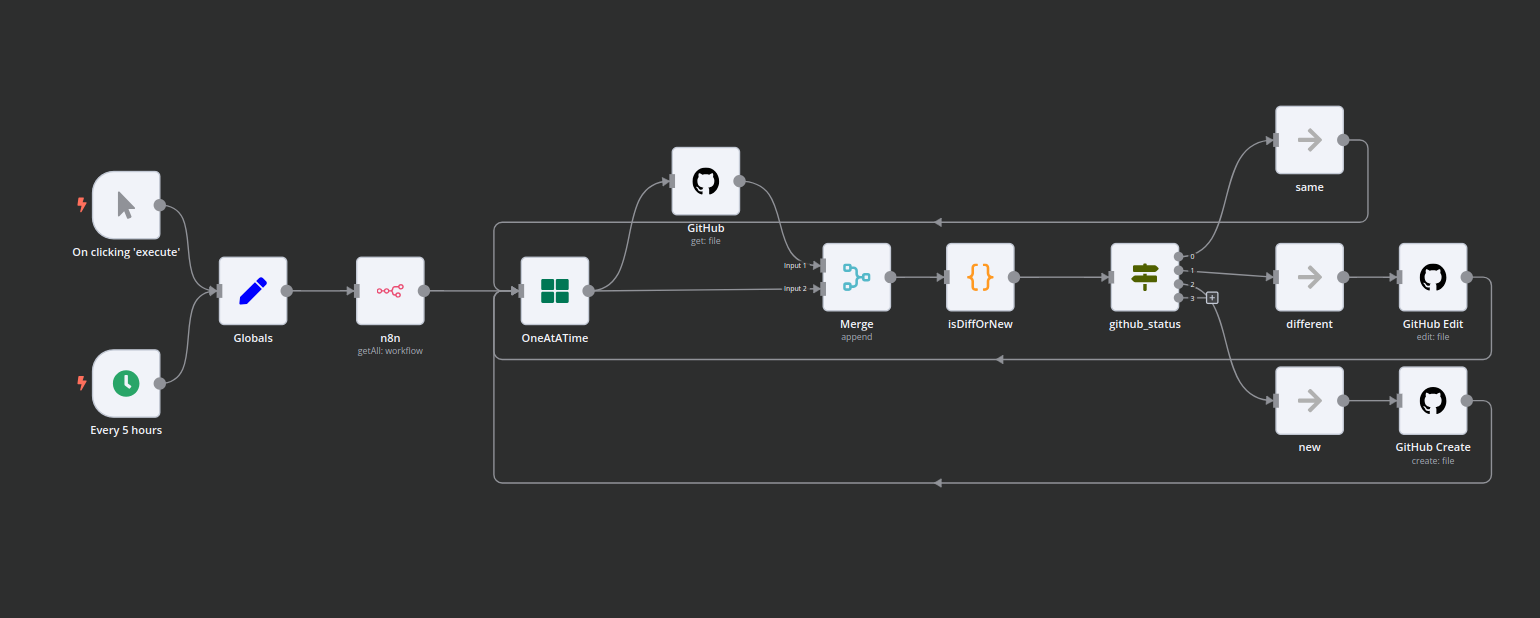 same
On clicking 'execute'
GitHub
get: file
Input 1
Input 2
0
1
2
3
Globals
n8n
getAll: workflow
OneAtATime
Merge
append
isDiffOrNew
github_status
different
GitHub Edit
edit: file
Every 5 hours
new
GitHub Create
create: file